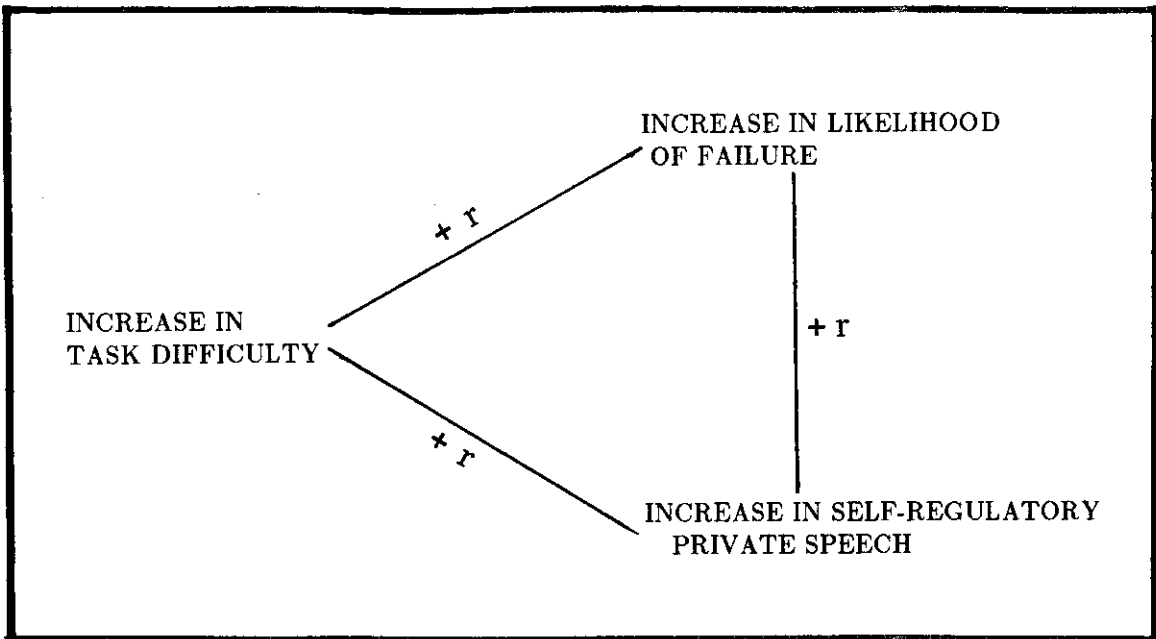 INCREASE IN LIKELIHOOD
OF FAILURE
+ r
INCREASE IN
TASK DIFFICULTY
+ r
+ r
INCREASE IN SELF-REGULATORY
PRIVATE SPEECH